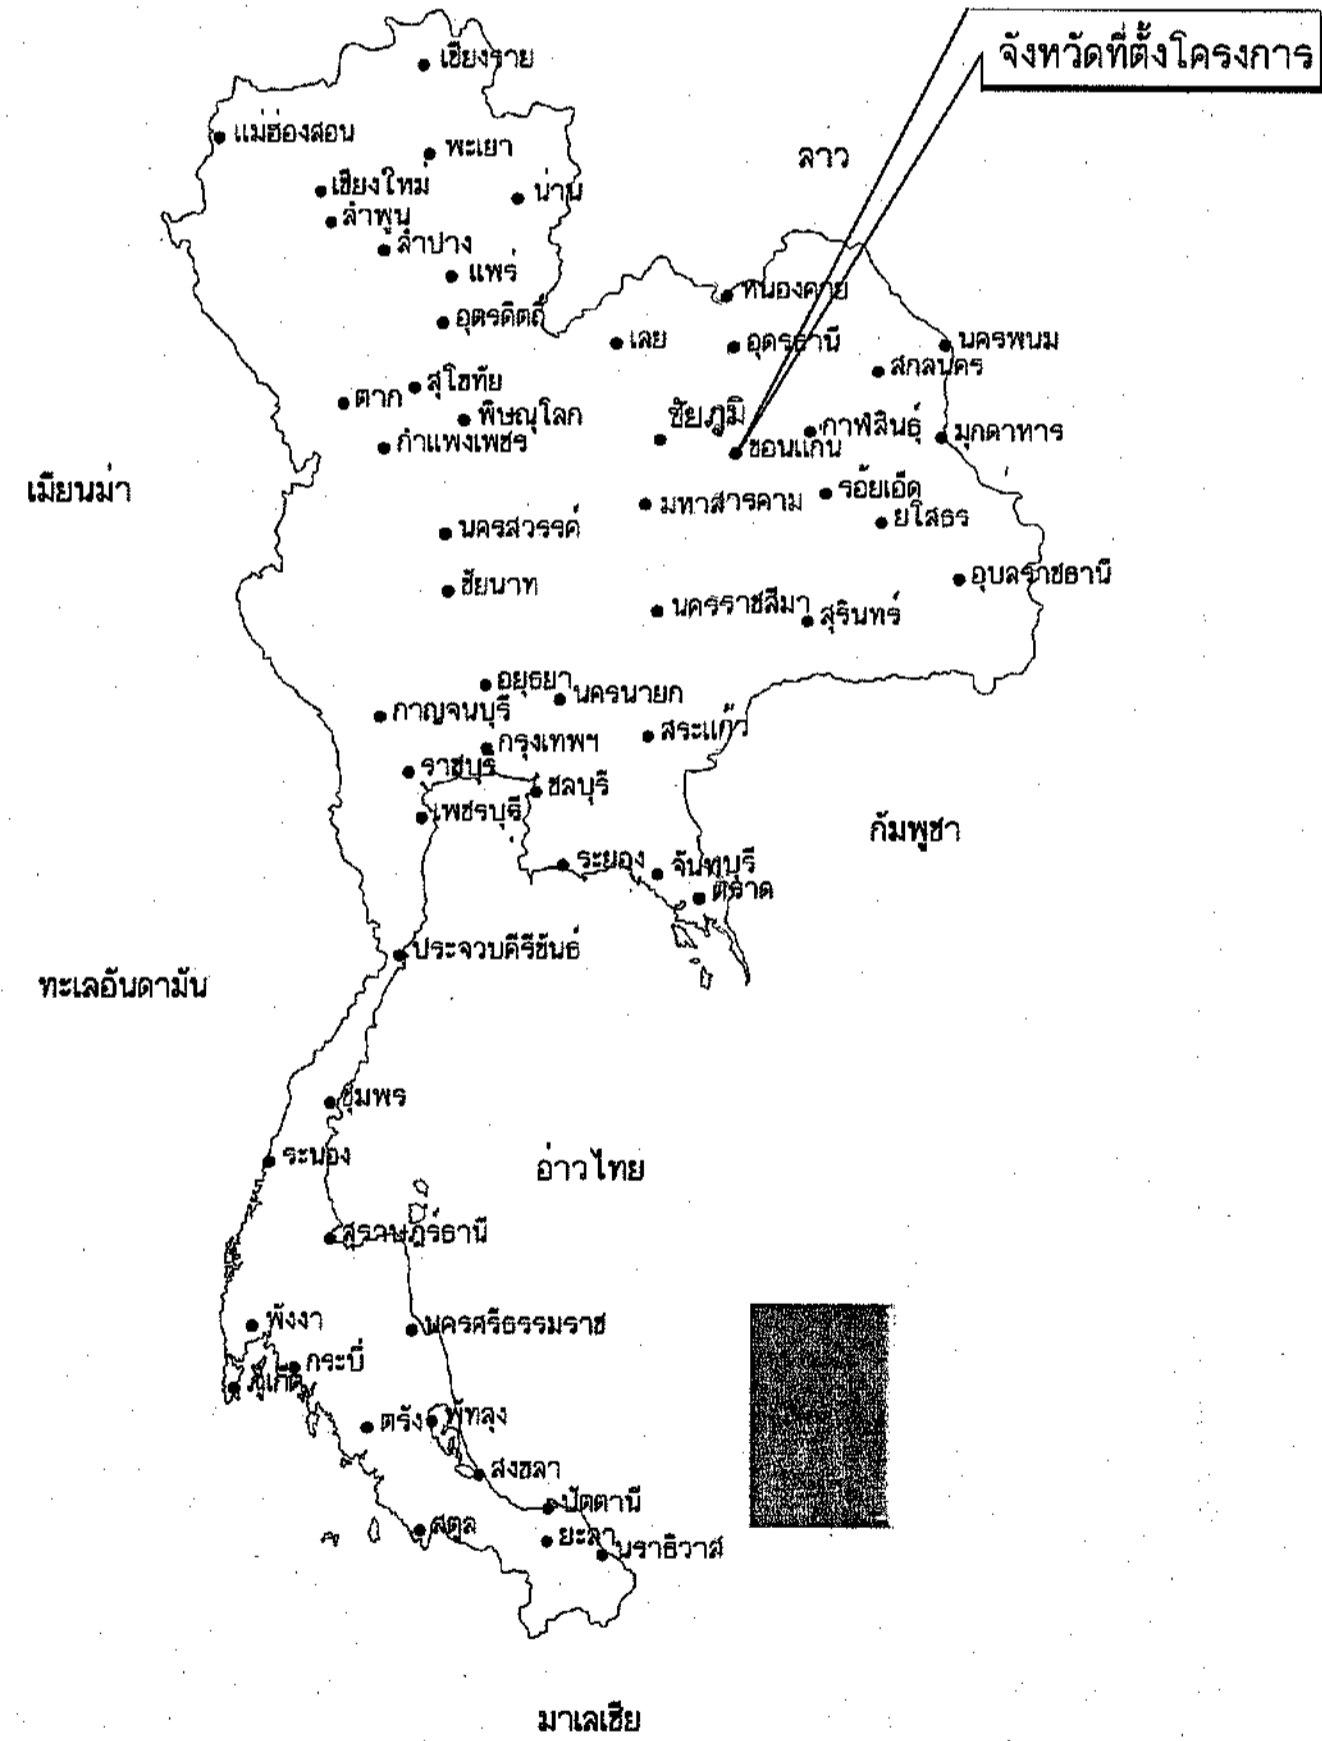 จังหวัดที่ตั้งโครงการ
เชียงราย
แม่ฮ่องสอน
พะเยา
ลาว
เชียงใหม่
น่าน
ลำพูน
ลำปาง
แพร่
หนองคาย
อุตรดิตถ์
เลย
อุดรธานี
นครพนม
สกลนคร
สุโขทัย
ตาก
พิษณุโลก
ชัยภูมิ
กาฬสินธุ์
มุกดาหาร
กำแพงเพชร
ขอนแก่น
เมียนม่า
มหาสารคาม
รอ้ยเอ็ด
ยโสธร
นครสวรรค์
อุบลราชธานี
ชัยนาท
นครราชสีมา
สุรินทร์
อยุธยา
นครนายก
กาญจนบุรี
สระแก้ว
กรุงเทพฯ
ราชบุรี
ชลบุรี
เพชรบุรี
กัมพูชา
ระยอง
จันทบุรี
ตราด
ประจวบคีรีขันธ์
ทะเลอันดามัน
ชุมพร
ระนอง
อ่าวไทย
สุราษฎร์ธานี
พังงา
นครศรีธรรมราช
กระบี่
ภูเก็ต
ตรัง
พัทลุง
สงขลา
ปัตตานี
สตูล
ยะลา
นราธิวาส
มาเลเซีย